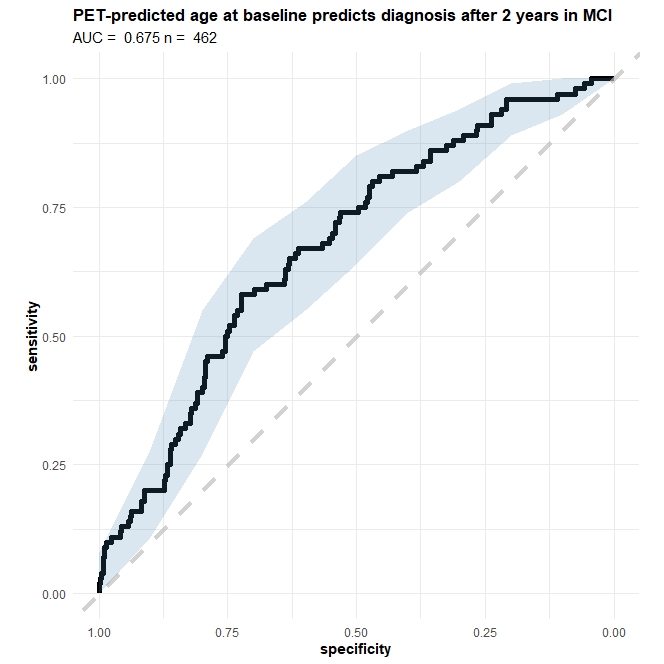 PET-predicted age at baseline predicts diagnosis after 2 years in MCI
AUC =  0.675 n =  462
1.00
0.75
0.50
0.25
0.00
sensitivity
1.00 0.75 0.50 0.25 0.00
specificity